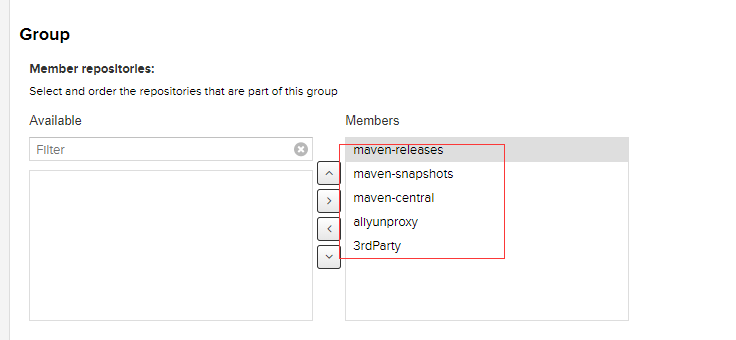 Group
Member repositories:
Select and order the repositories that are part of this group
Available
Members
Filter
maven-releases
maven-snapshots
maven-central
aliyunproxy
3rdParty